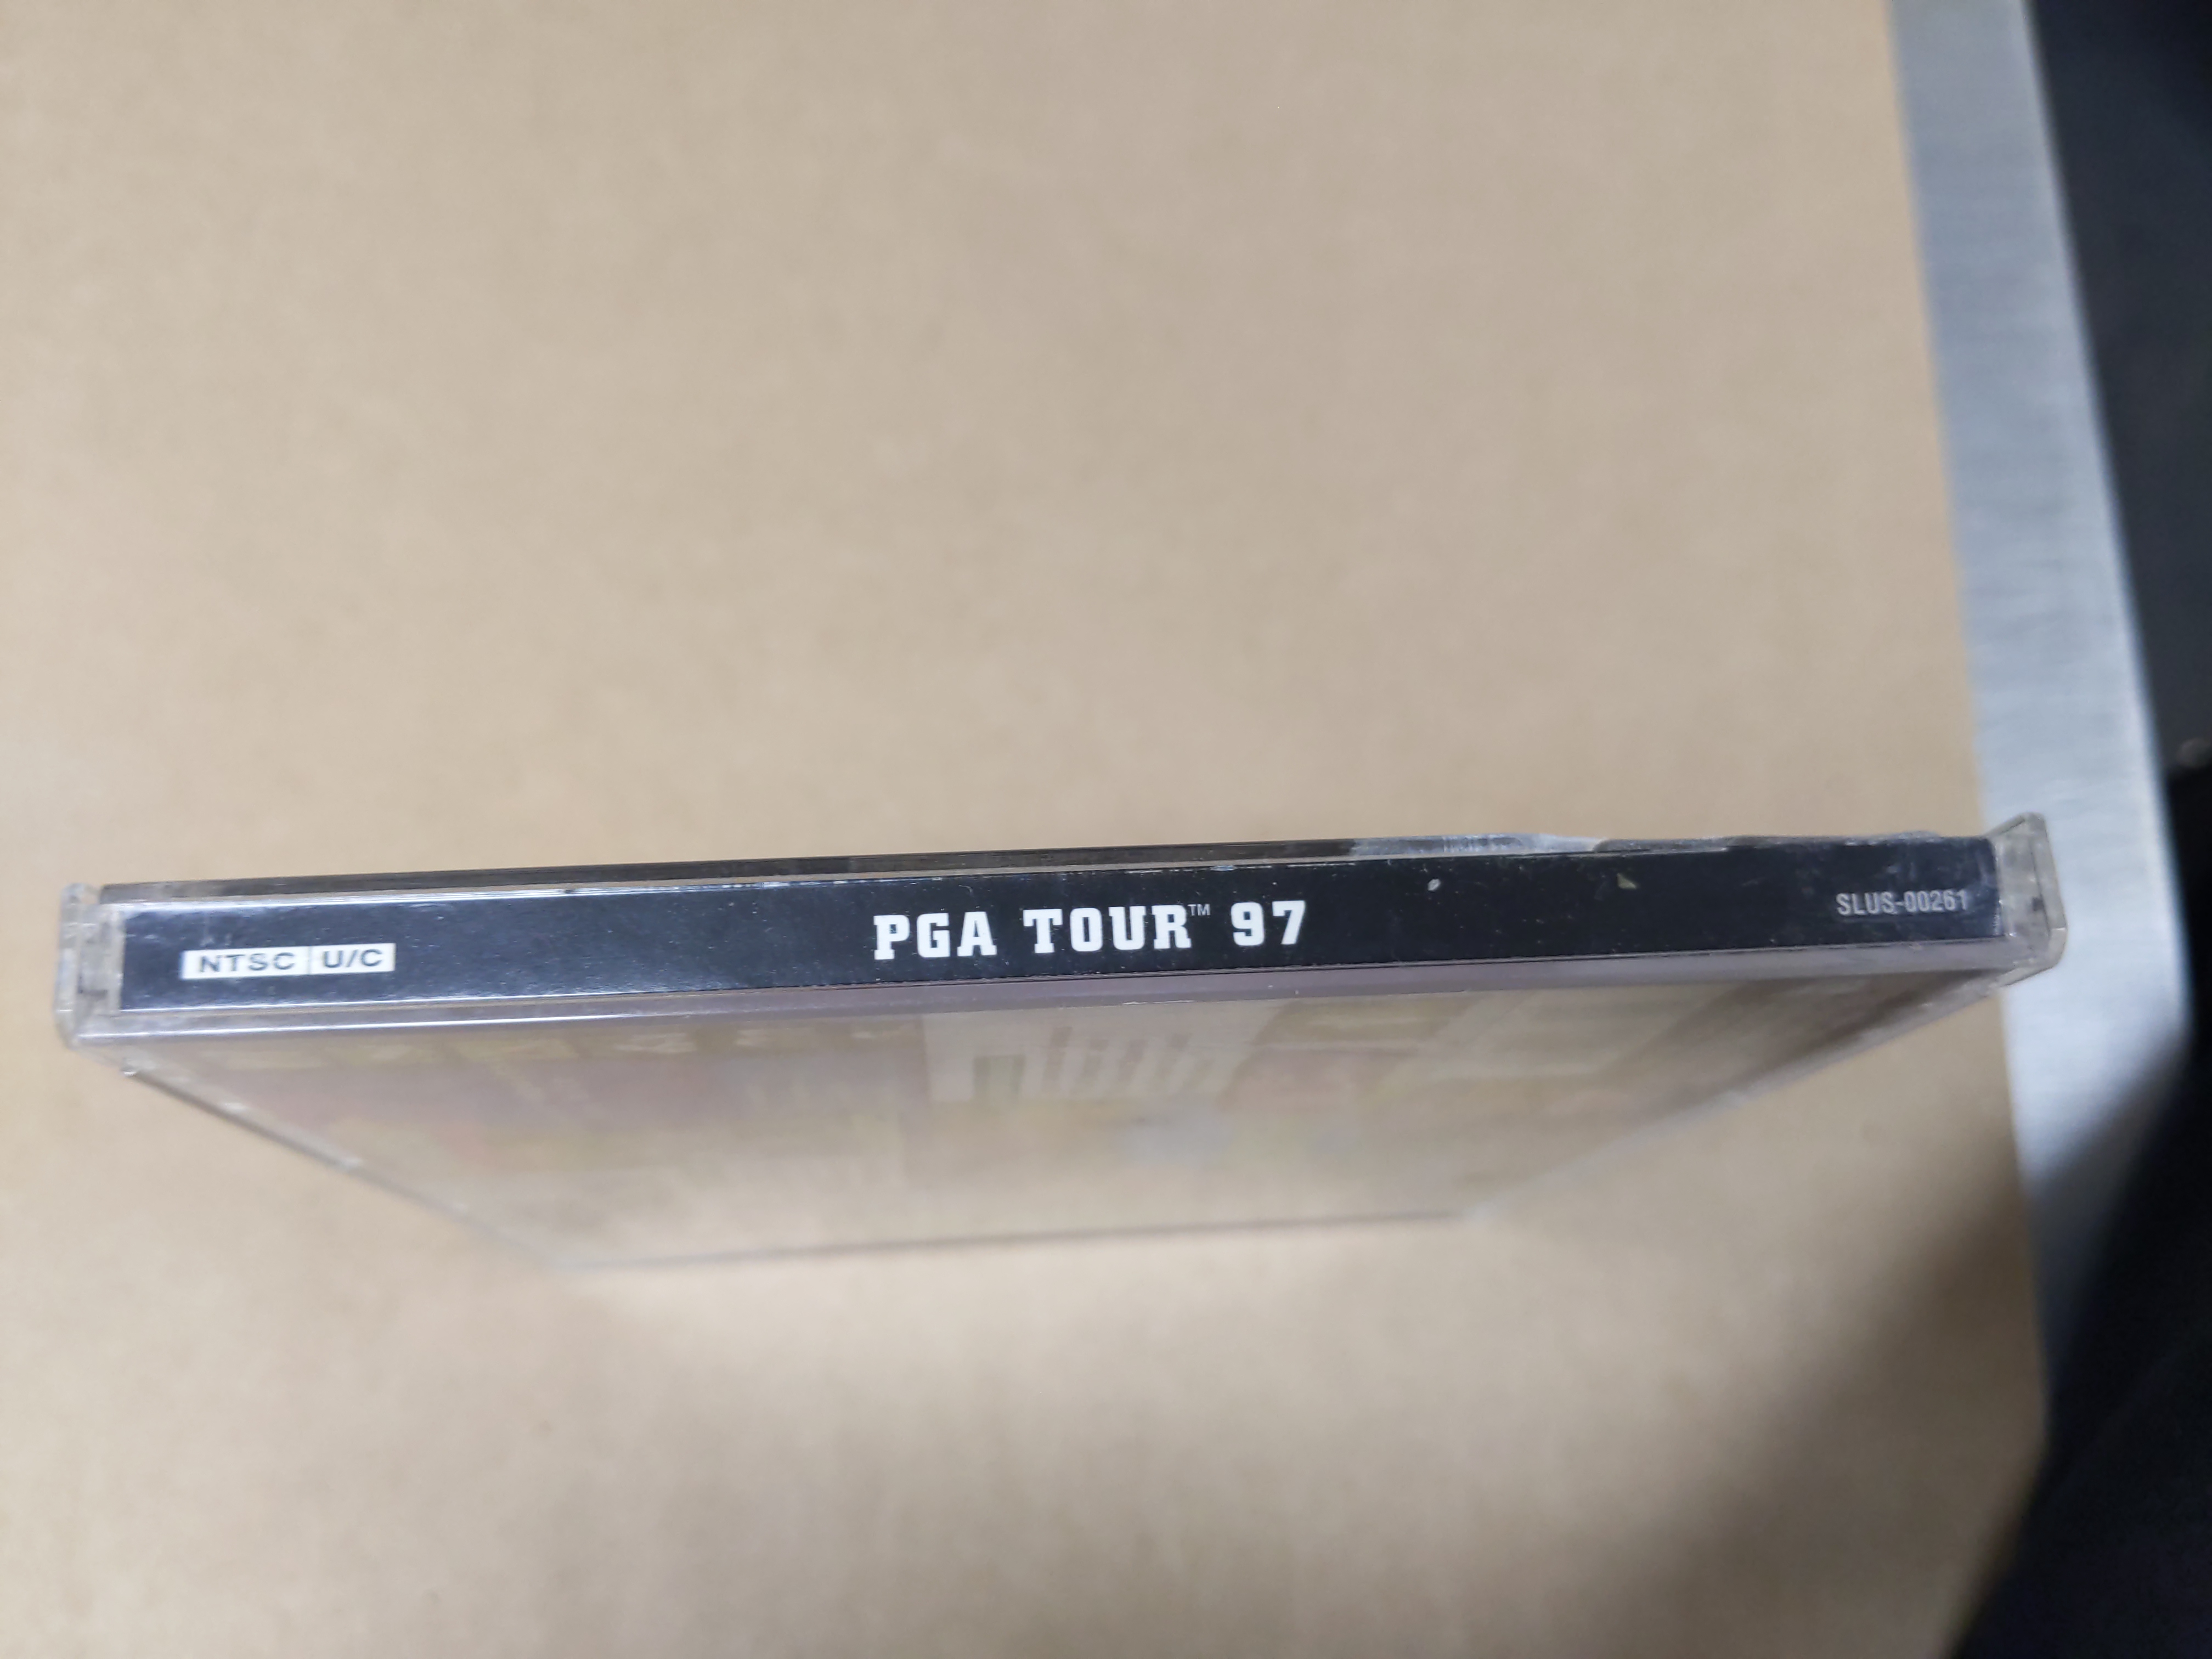 NTSC U/C
PGA TOUR™ 97
SLUS-00261